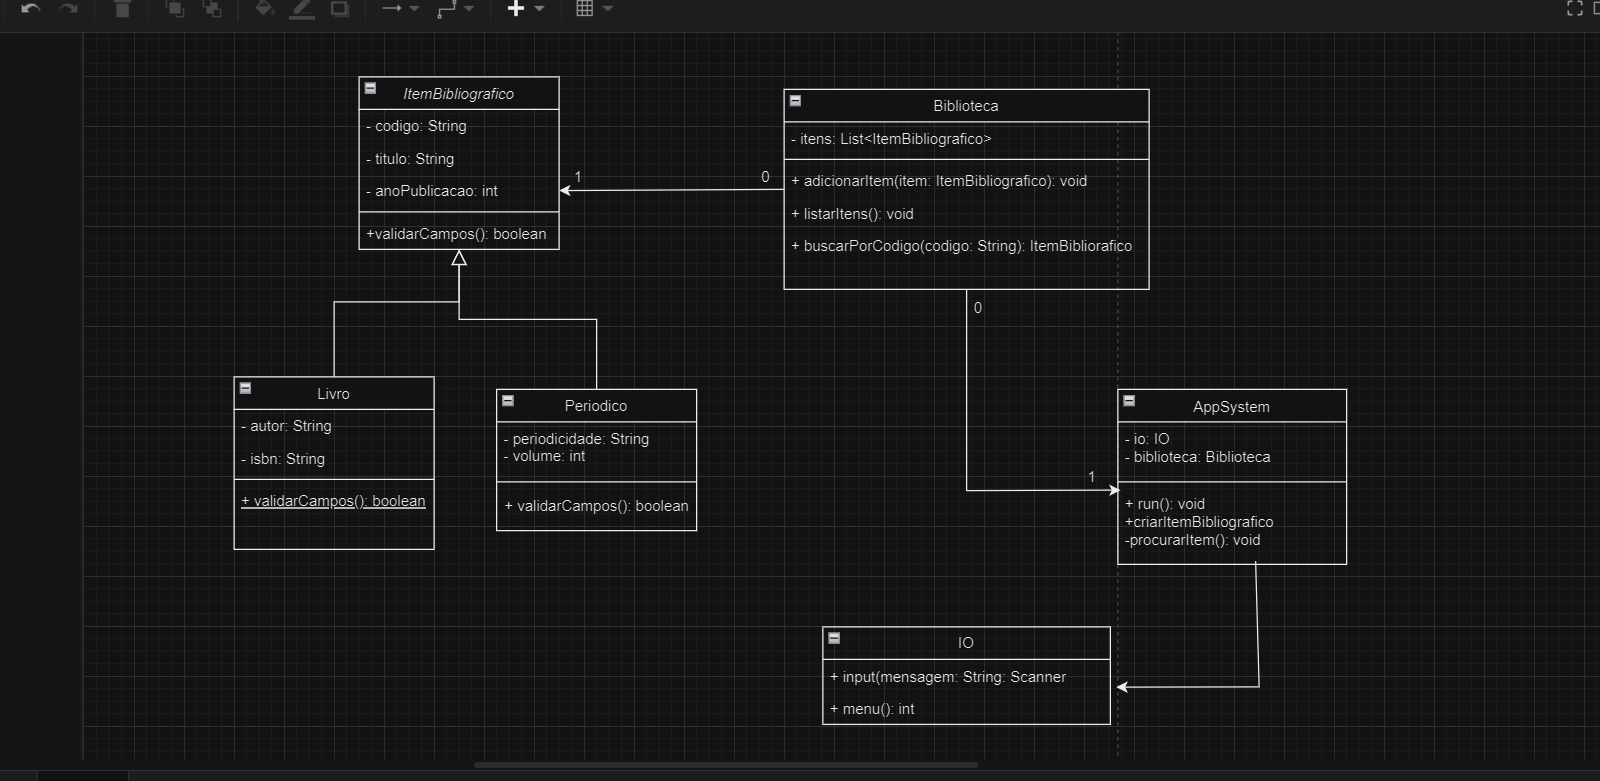 ItemBibliografico
- codigo: String
- titulo: String
- anoPublicacao: int
+validarCampos(): boolean
1
0
Biblioteca
- itens: List<ItemBibliografico>
+ adicionarItem(item: ItemBibliografico): void
+ listarItens(): void
+ buscarPorCodigo(codigo: String): ItemBibliorafico
0
1
Livro
- autor: String
- isbn: String
+ validarCampos(): boolean
Periodico
- periodicidade: String
- volume: int
+ validarCampos(): boolean
AppSystem
- io: IO
- biblioteca: Biblioteca
+ run(): void
+criarItemBibliografico
-procurarItem(): void
IO
+ input(mensagem: String: Scanner
+ menu(): int